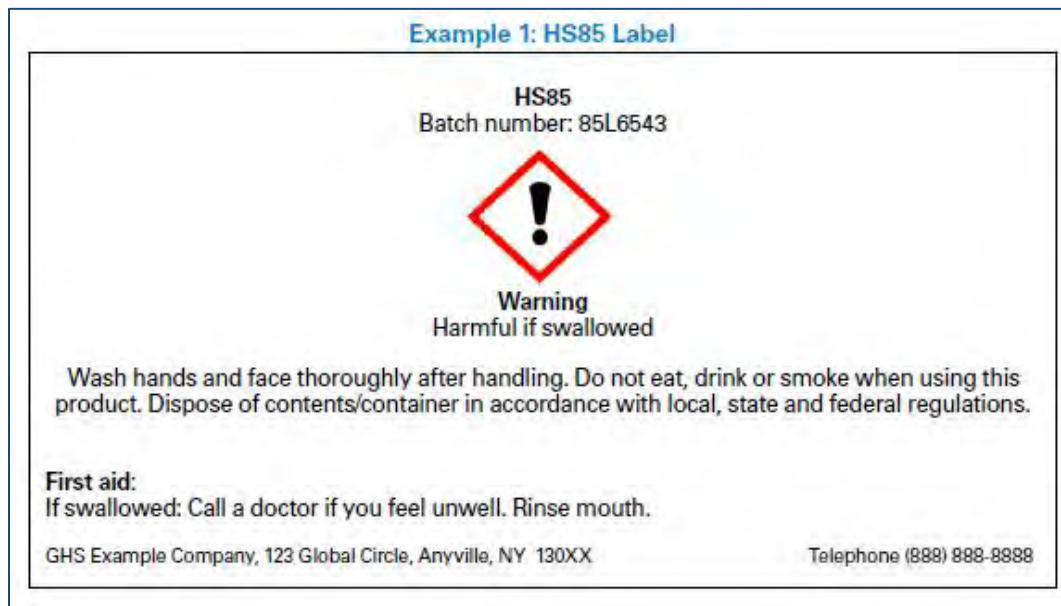 Example 1: HS85 Label
HS85
Batch number: 85L6543
Warning
Harmful if swallowed
Wash hands and face thoroughly after handling. Do not eat, drink or smoke when using this
product. Dispose of contents/container in accordance with local, state and federal regulations.
First aid:
If swallowed: Call a doctor if you feel unwell. Rinse mouth.
GHS Example Company, 123 Global Circle, Anyville, NY 130XX Telephone (888) 888-8888